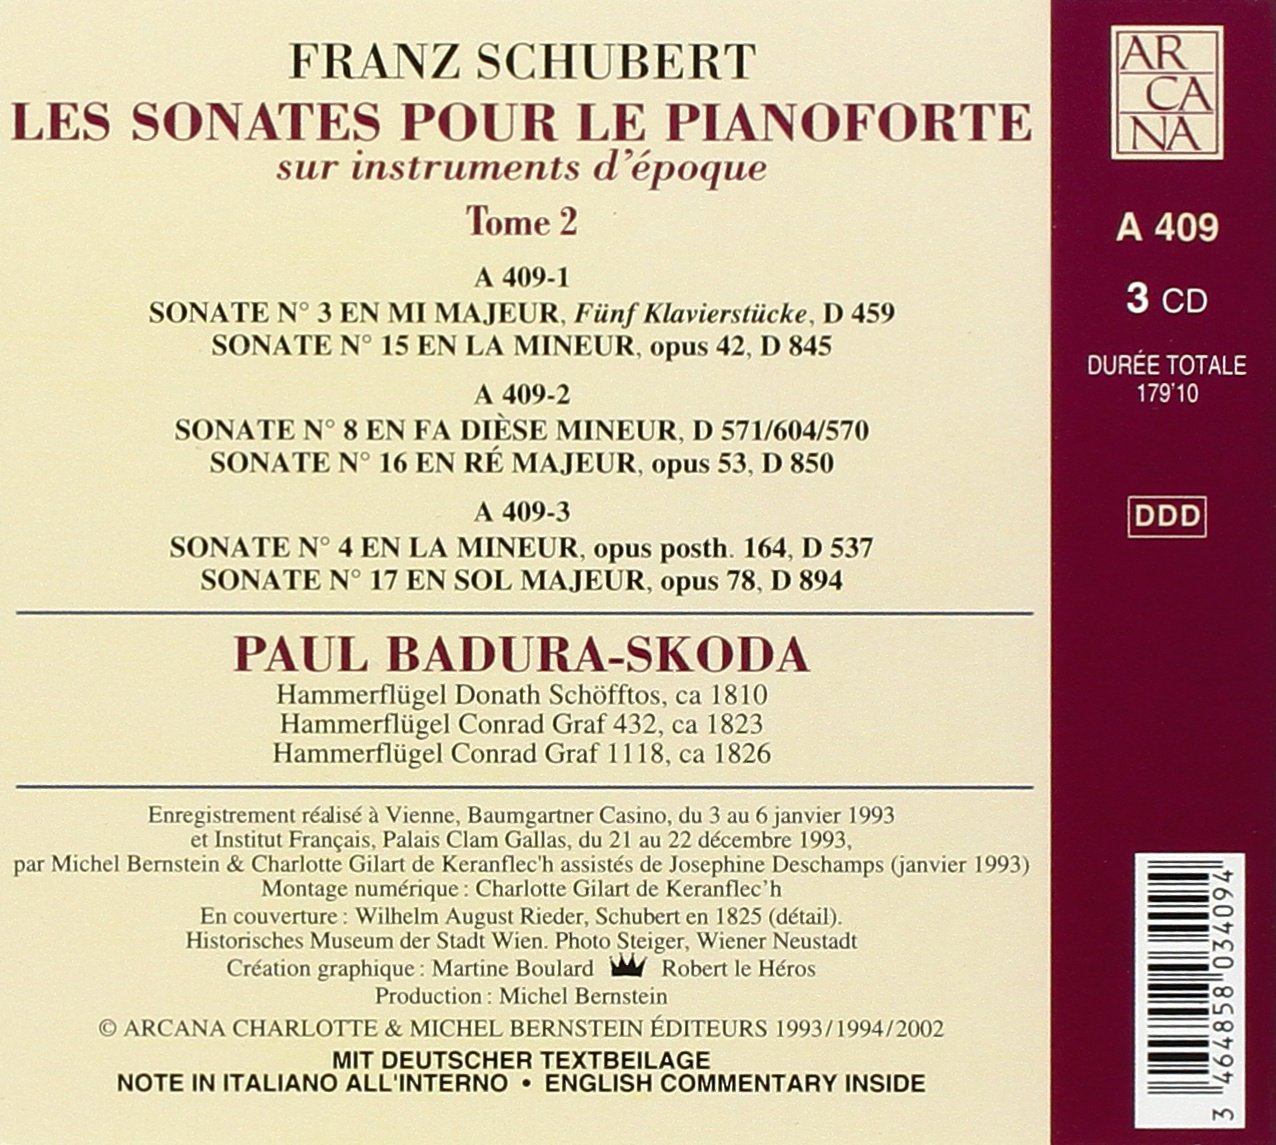 FRANZ SCHUBERT
LES SONATES POUR LE PIANOFORTE
sur instruments d'époque
Tome 2
A 409-1
SONATE N° 3 EN MI MAJEUR, Fünf Klavierstücke, D 459
SONATE N° 15 EN LA MINEUR, opus 42, D 845
A 409-2
SONATE N° 8 EN FA DIÈSE MINEUR, D 571/604/570
SONATE N° 16 EN RÉ MAJEUR, opus 53, D 850
A 409-3
SONATE N° 4 EN LA MINEUR, opus posth. 164, D 537
SONATE N° 17 EN SOL MAJEUR, opus 78, D 894
PAUL BADURA-SKODA
Hammerflügel Donath Schöfftos, ca 1810
Hammerflügel Conrad Graf 432, ca 1823
Hammerflügel Conrad Graf 1118, ca 1826
Enregistrement réalisé à Vienne, Baumgartner Casino, du 3 au 6 janvier 1993
et Institut Français, Palais Clam Gallas, du 21 au 22 décembre 1993,
par Michel Bernstein & Charlotte Gilart de Keranflec'h assistés de Josephine Deschamps (janvier 1993)
Montage numérique : Charlotte Gilart de Keranflec'h
En couverture : Wilhelm August Rieder, Schubert en 1825 (détail).
Historisches Museum der Stadt Wien. Photo Steiger, Wiener Neustadt
Création graphique : Martine Boulard Robert le Héros
Production : Michel Bernstein
© ARCANA CHARLOTTE & MICHEL BERNSTEIN ÉDITEURS 1993/1994/2002
MIT DEUTSCHER TEXTBEILAGE
NOTE IN ITALIANO ALL'INTERNO • ENGLISH COMMENTARY INSIDE
AR
CA
NA
A 409
3 CD
DURÉE TOTALE
179'10
DDD
3 464858 034094